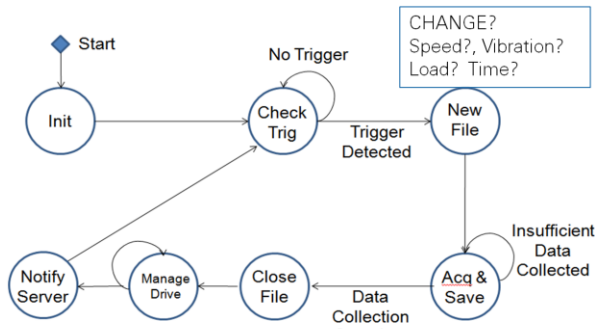 CHANGE?
Speed?, Vibration?
Load? Time?
Start
No Trigger
Init
Check
Trig
Trigger
Detected
New
File
Insufficient
Data
Collected
Notify
Server
Manage
Drive
Close
File
Data
Collection
Acq &
Save